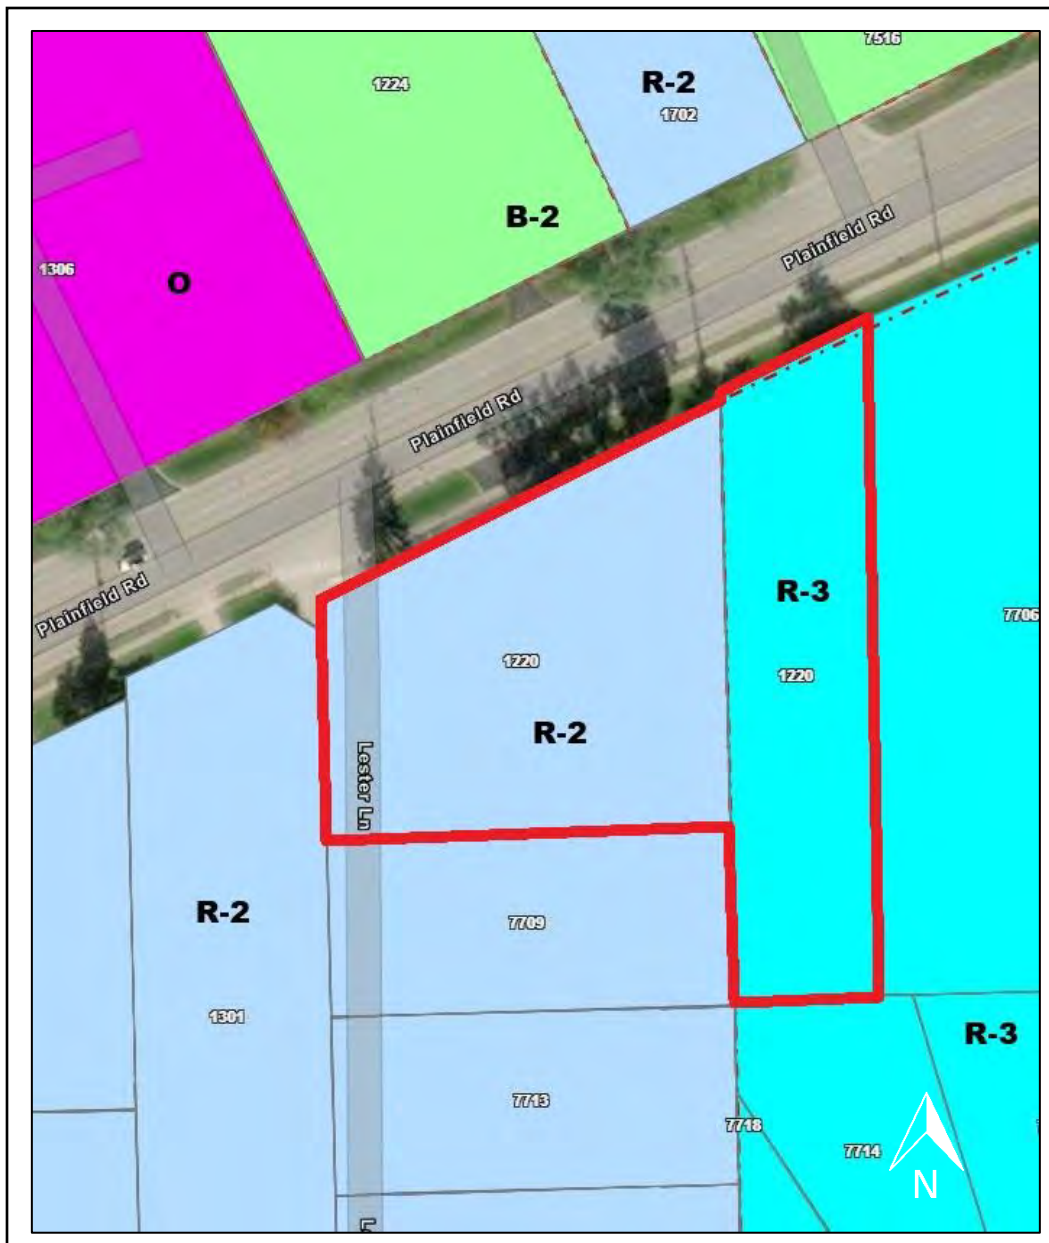 7516
1224
R-2
1702
B-2
Plainfield Rd
1306
O
Plainfield Rd
R-3
Plainfield Rd
7706
1220
1220
R-2
Lester Ln
R-2
7709
1301
R-3
7713
7718
7714
N